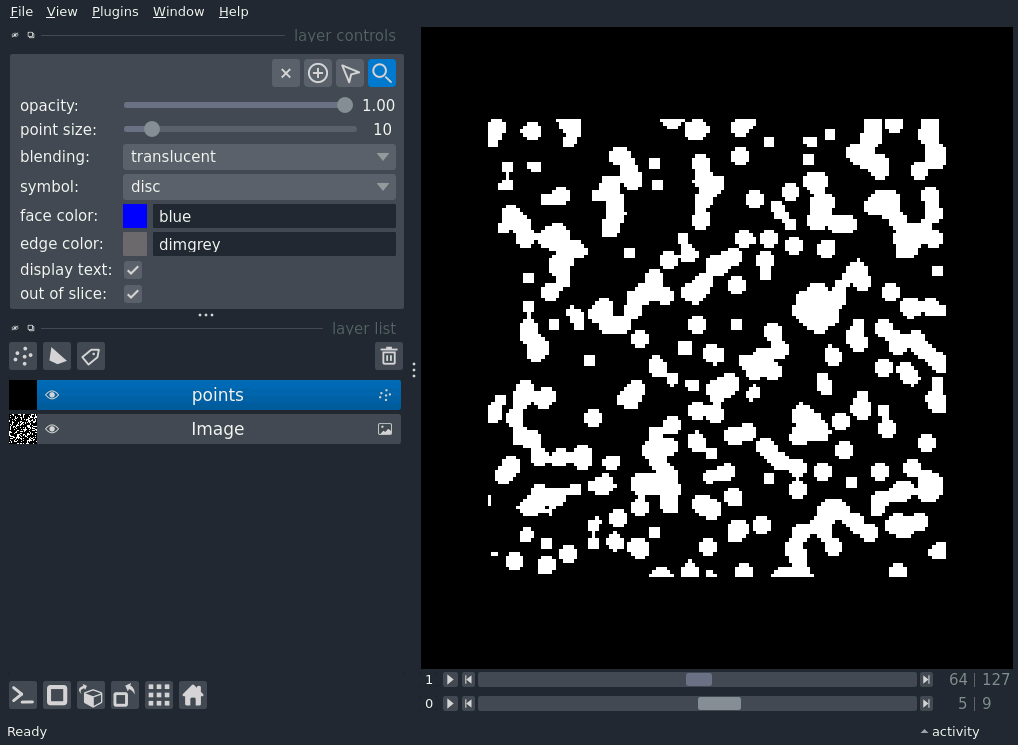 File View Plugins Window Help
layer controls
opacity: 1.00
point size: 10
blending: translucent
symbol: disc
face color: blue
edge color: dimgrey
display text:
out of slice:
layer list
points
Image
1 64 | 127
0 5 | 9
Ready activity